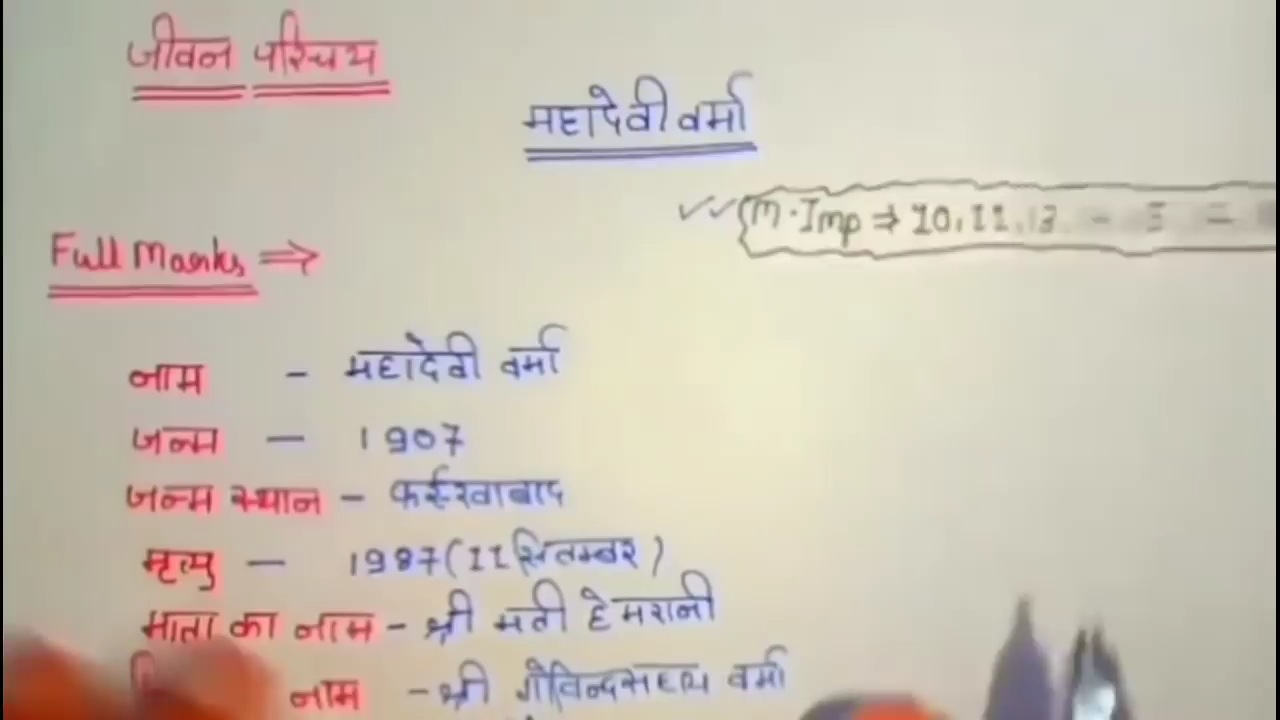 जीवन परिचय
महादेवी वर्मा
M.Imp ⇒ 10,11,12
Full Marks ⇒
नाम - महादेवी वर्मा
जन्म - 1907
जन्म स्थान - फर्रुखाबाद
मृत्यु - 1987 (11 सितम्बर)
माता का नाम - श्री मती हेमरानी
नाम - श्री गोविन्दसहाय वर्मा